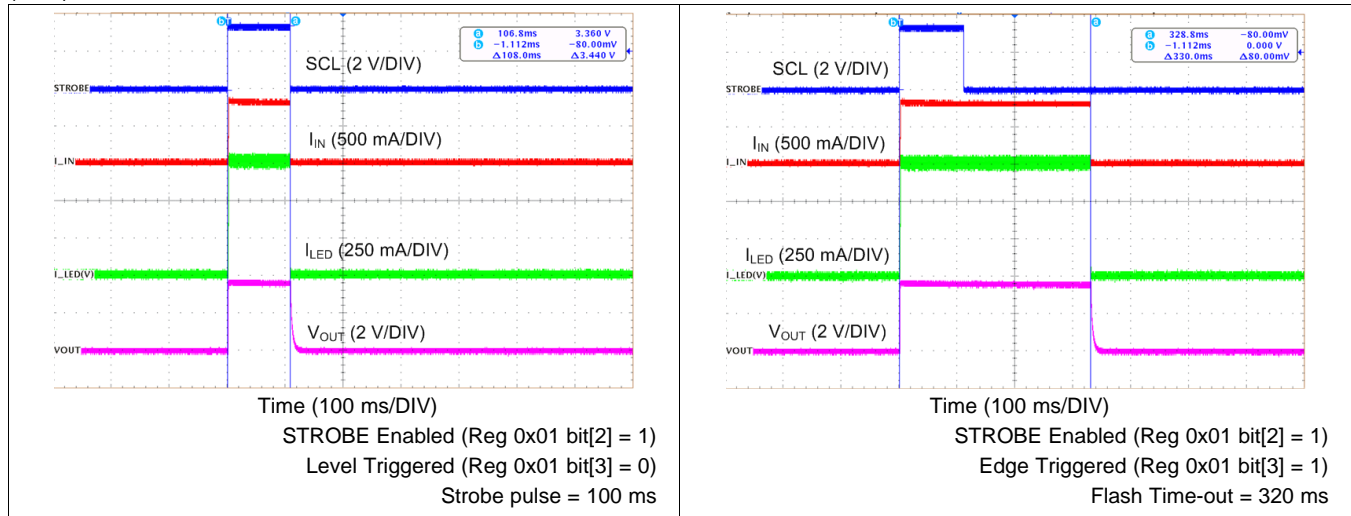 b T a
a 106.8ms 3.360 V
b −1.112ms −80.00mV
Δ108.0ms Δ3.440 V
SCL (2 V/DIV)
STROBE
I_IN
IIN (500 mA/DIV)
ILED (250 mA/DIV)
I_LED(V)
VOUT (2 V/DIV)
VOUT
Time (100 ms/DIV)
STROBE Enabled (Reg 0x01 bit[2] = 1)
Level Triggered (Reg 0x01 bit[3] = 0)
Strobe pulse = 100 ms
b T a
a 328.8ms −80.00mV
b −1.112ms 0.000 V
Δ330.0ms Δ80.00mV
SCL (2 V/DIV)
STROBE
IIN (500 mA/DIV)
I_IN
ILED (250 mA/DIV)
I_LED(V)
VOUT (2 V/DIV)
VOUT
Time (100 ms/DIV)
STROBE Enabled (Reg 0x01 bit[2] = 1)
Edge Triggered (Reg 0x01 bit[3] = 1)
Flash Time-out = 320 ms